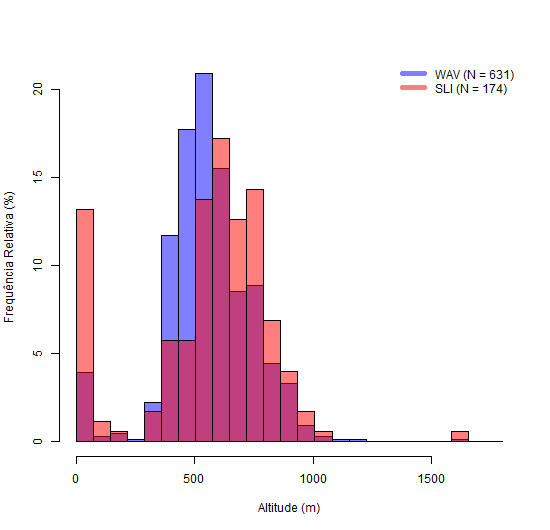 WAV (N = 631)
SLI (N = 174)
Frequência Relativa (%)
20
15
10
5
0
0 500 1000 1500
Altitude (m)